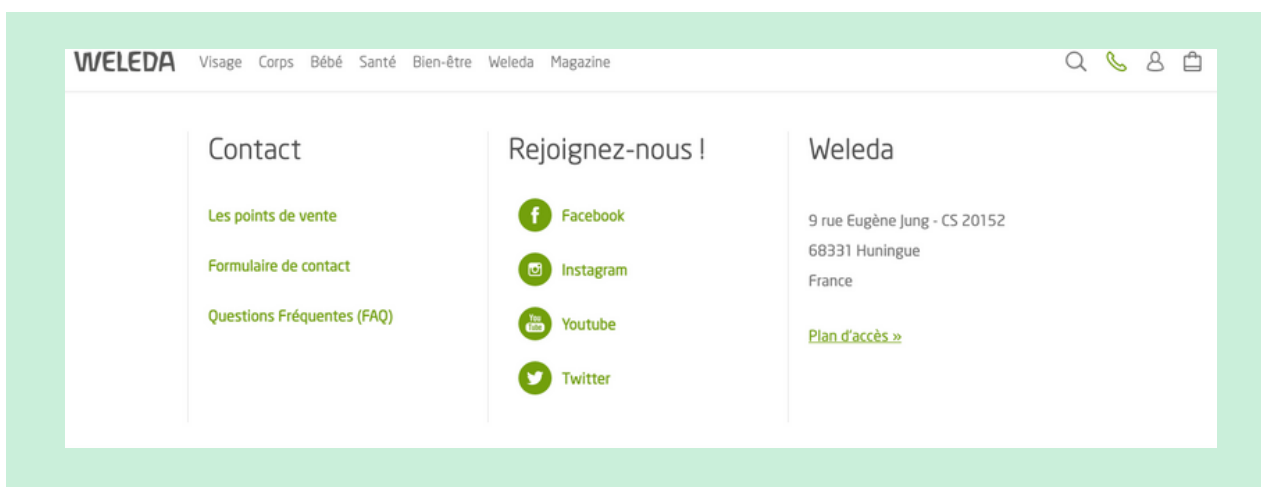 WELEDA Visage Corps Bébé Santé Bien-être Weleda Magazine
Contact
Les points de vente
Formulaire de contact
Questions Fréquentes (FAQ)
Rejoignez-nous !
Facebook
Instagram
You Tube Youtube
Twitter
Weleda
9 rue Eugène Jung - CS 20152
68331 Huningue
France
Plan d'accès »